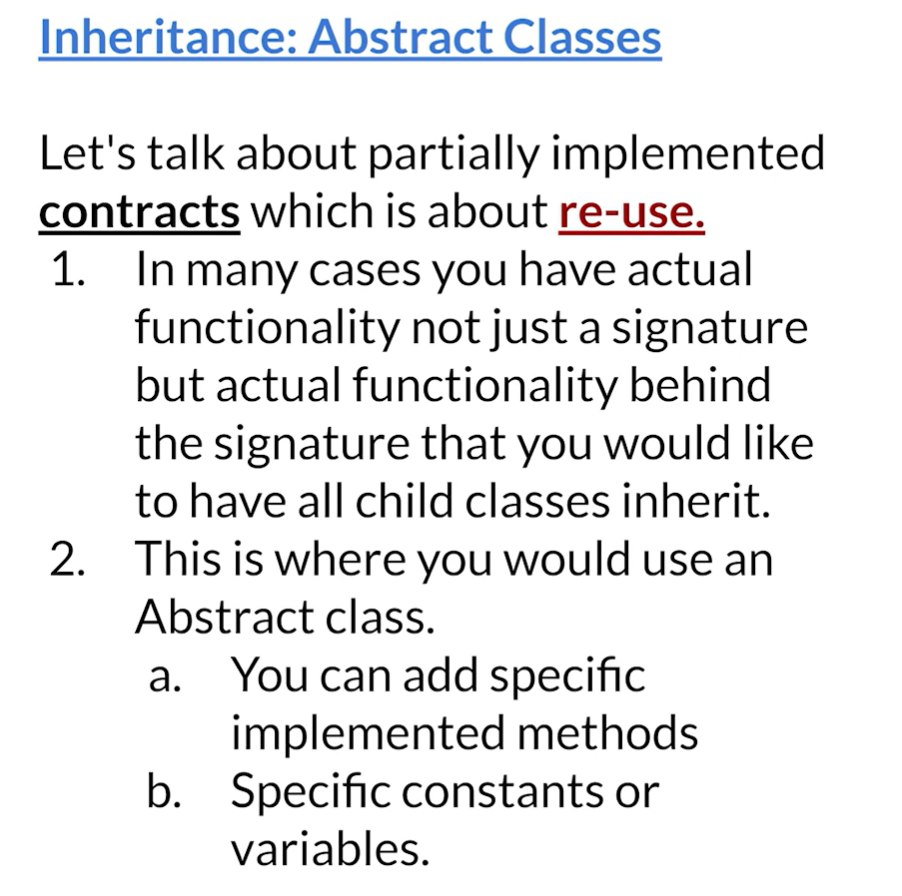 Inheritance: Abstract Classes
Let's talk about partially implemented
contracts which is about re-use.
1. In many cases you have actual
functionality not just a signature
but actual functionality behind
the signature that you would like
to have all child classes inherit.
2. This is where you would use an
Abstract class.
a. You can add specific
implemented methods
b. Specific constants or
variables.